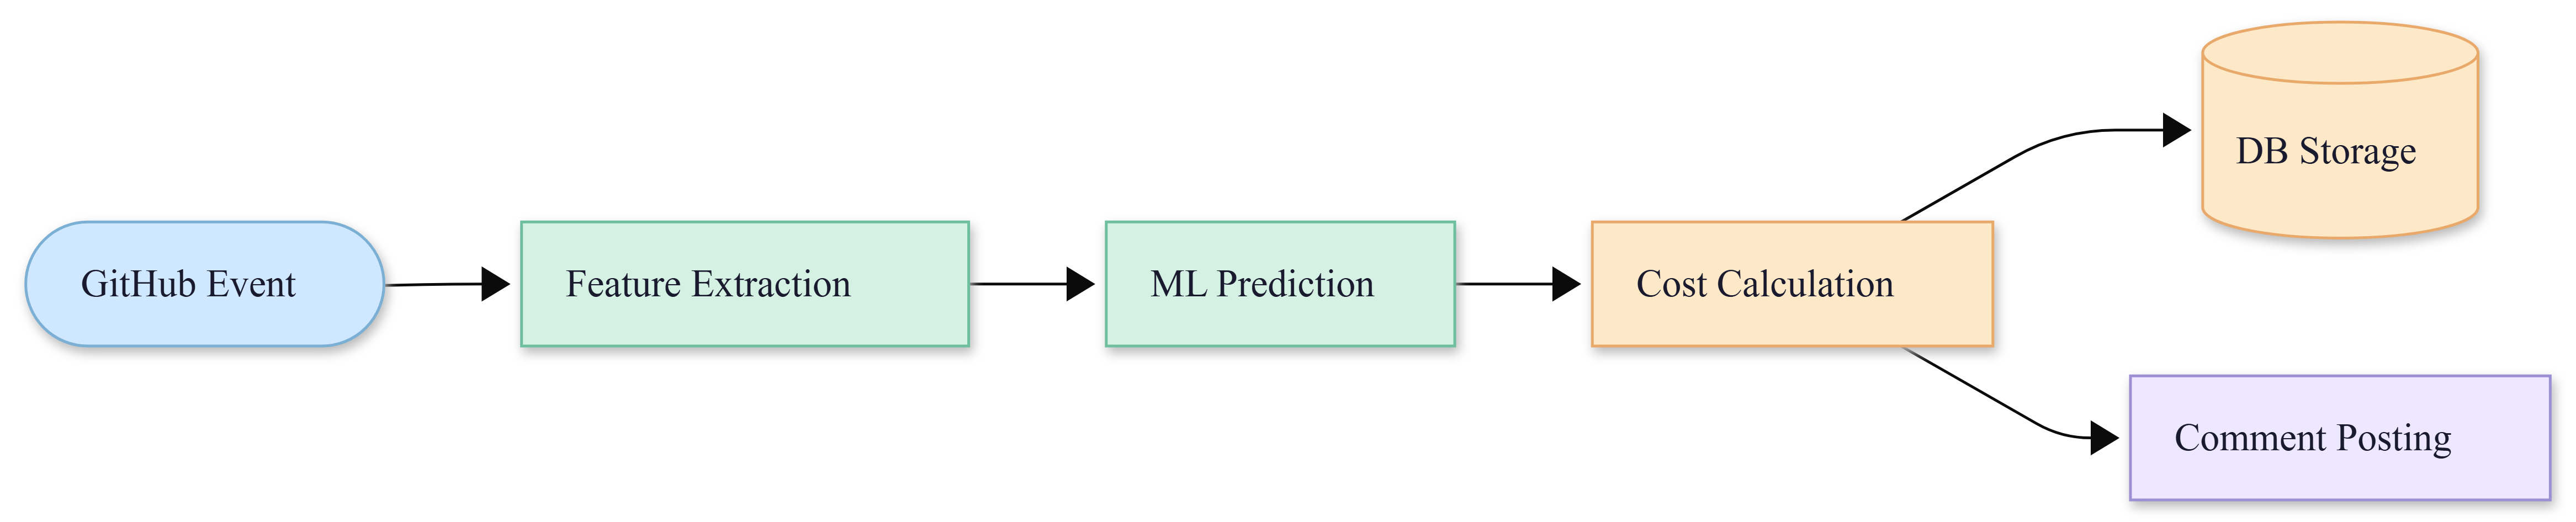 GitHub Event
Feature Extraction
ML Prediction
Cost Calculation
DB Storage
Comment Posting